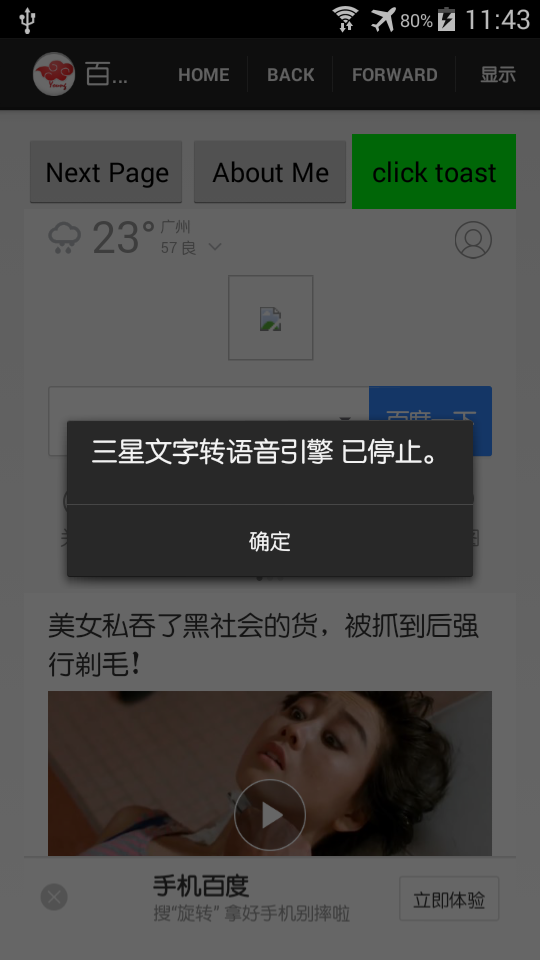 80% 11:43
百... HOME BACK FORWARD 显示
Young
Next Page About Me click toast
23° 广州
57 良
百度一下
三星文字转语音引擎 已停止。
确定
美女私吞了黑社会的货，被抓到后强
行剃毛！
手机百度
搜“旋转” 拿好手机别摔啦
立即体验